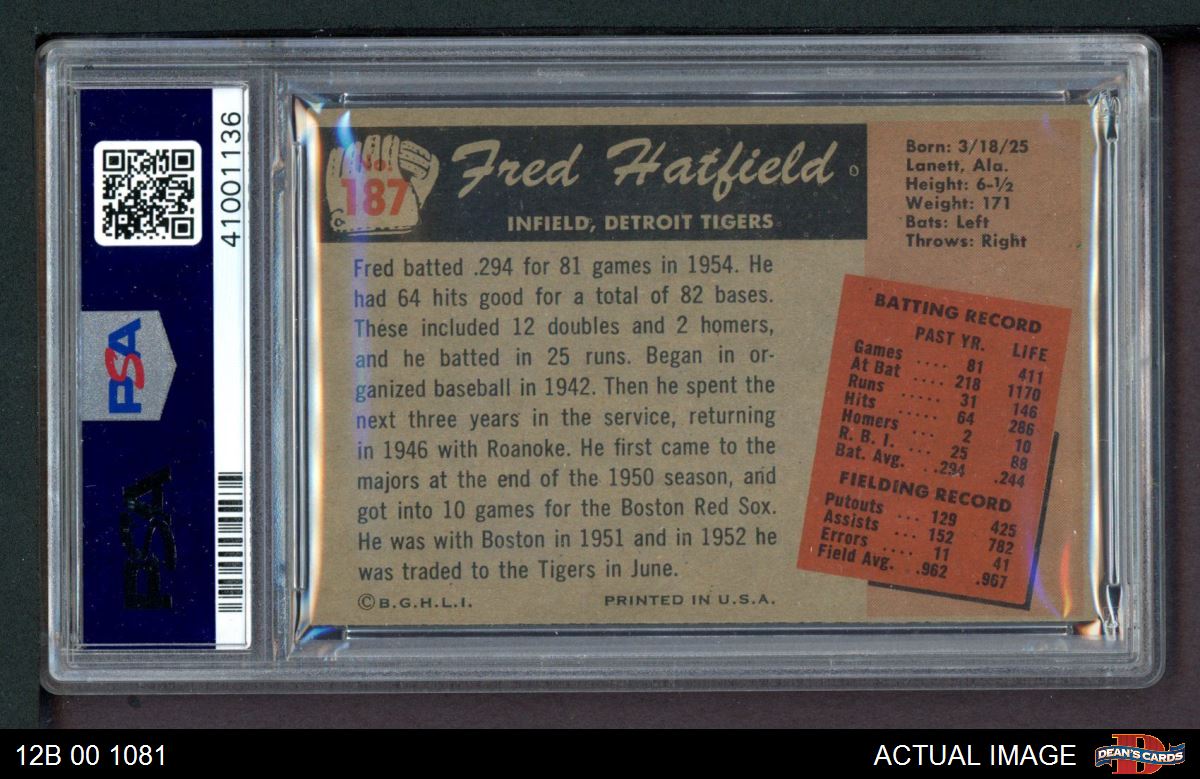 41001136
PSA
PSA
No.
187
Fred Hatfield
INFIELD, DETROIT TIGERS
Born: 3/18/25
Lanett, Ala.
Height: 6-½
Weight: 171
Bats: Left
Throws: Right
Fred batted .294 for 81 games in 1954. He
had 64 hits good for a total of 82 bases.
These included 12 doubles and 2 homers,
and he batted in 25 runs. Began in or-
ganized baseball in 1942. Then he spent the
next three years in the service, returning
in 1946 with Roanoke. He first came to the
majors at the end of the 1950 season, and
got into 10 games for the Boston Red Sox.
He was with Boston in 1951 and in 1952 he
was traded to the Tigers in June.
©B.G.H.L.I. PRINTED IN U.S.A.
BATTING RECORD
PAST YR. LIFE
Games .... 81 411
At Bat .... 218 1170
Runs ..... 31 146
Hits ..... 64 286
Homers ... 2 10
R. B. I. .. 25 88
Bat. Avg. . .294 .244
FIELDING RECORD
Putouts ... 129 425
Assists ... 152 782
Errors .... 11 41
Field Avg. .962 .967
12B 00 1081
ACTUAL IMAGE
DEAN'S CARDS